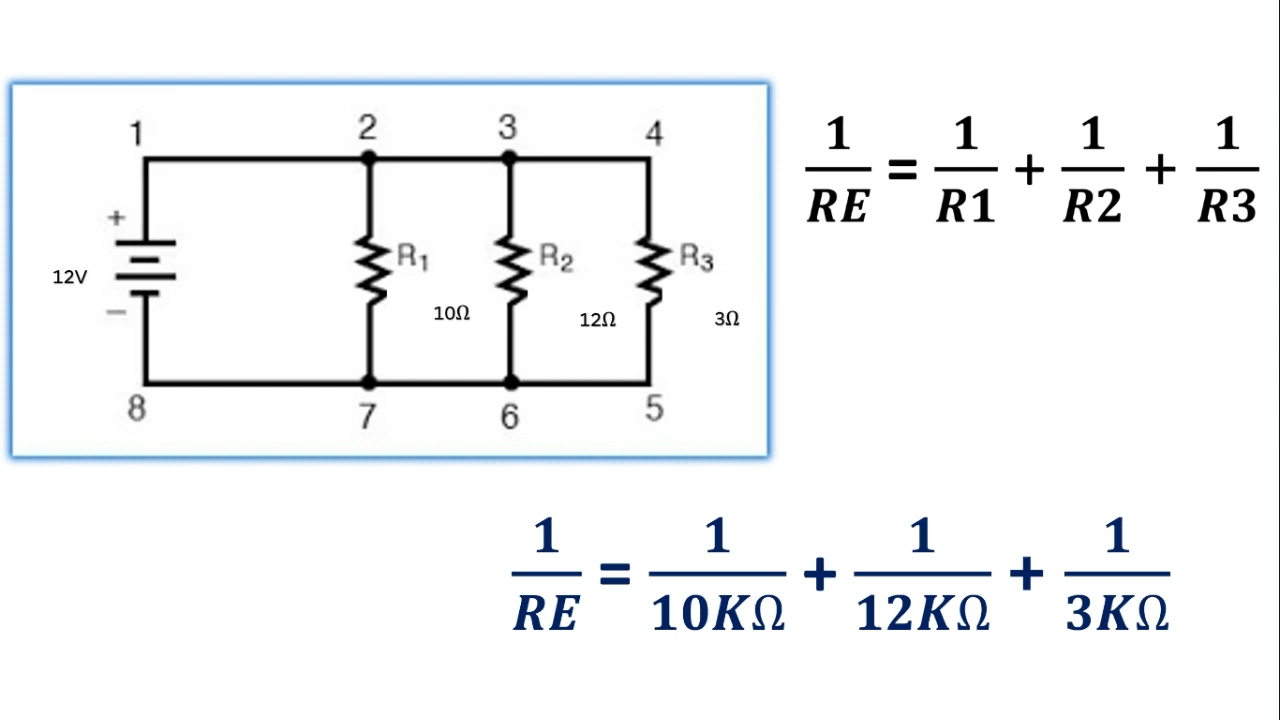 1 2 3 4
+
12V
−
R₁ R₂ R₃
10Ω 12Ω 3Ω
8 7 6 5
1/RE = 1/R1 + 1/R2 + 1/R3
1/RE = 1/10KΩ + 1/12KΩ + 1/3KΩ